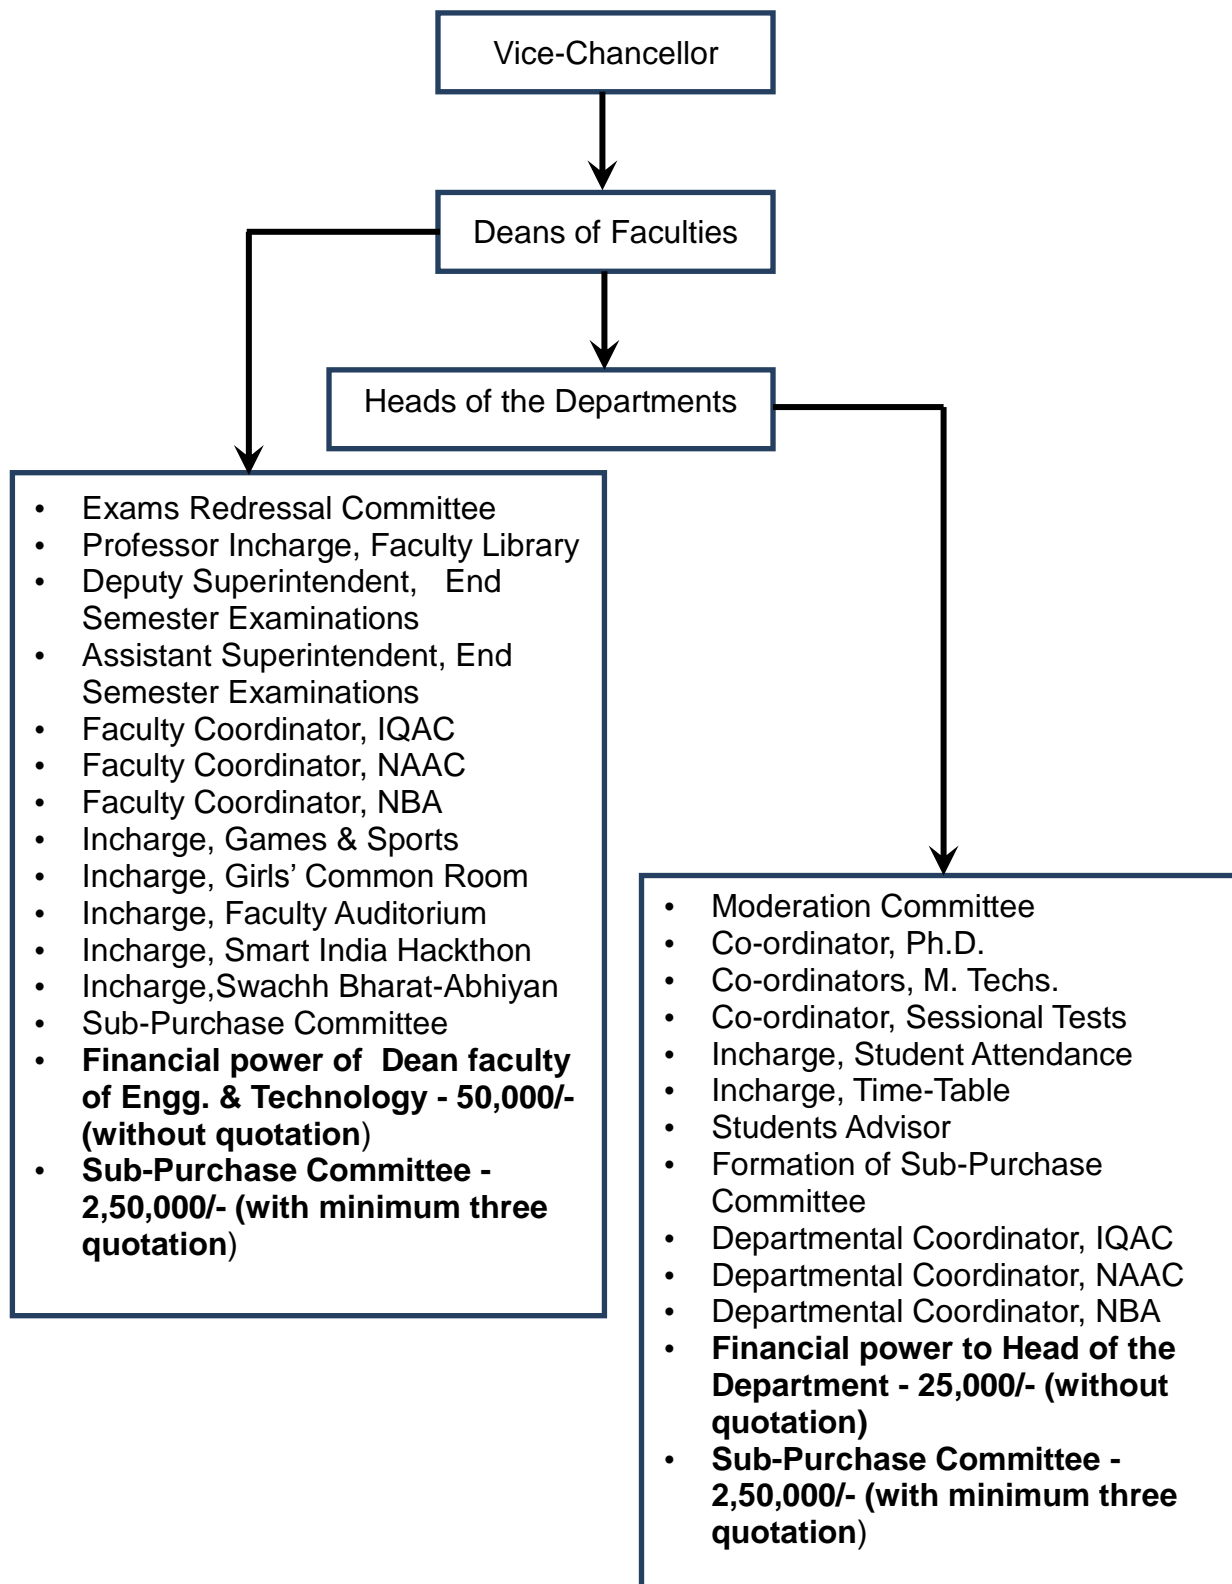 Vice-Chancellor
Deans of Faculties
Heads of the Departments
• Exams Redressal Committee
• Professor Incharge, Faculty Library
• Deputy Superintendent, End
Semester Examinations
• Assistant Superintendent, End
Semester Examinations
• Faculty Coordinator, IQAC
• Faculty Coordinator, NAAC
• Faculty Coordinator, NBA
• Incharge, Games & Sports
• Incharge, Girls’ Common Room
• Incharge, Faculty Auditorium
• Incharge, Smart India Hackthon
• Incharge,Swachh Bharat-Abhiyan
• Sub-Purchase Committee
• Financial power of Dean faculty
of Engg. & Technology - 50,000/-
(without quotation)
• Sub-Purchase Committee -
2,50,000/- (with minimum three
quotation)
• Moderation Committee
• Co-ordinator, Ph.D.
• Co-ordinators, M. Techs.
• Co-ordinator, Sessional Tests
• Incharge, Student Attendance
• Incharge, Time-Table
• Students Advisor
• Formation of Sub-Purchase
Committee
• Departmental Coordinator, IQAC
• Departmental Coordinator, NAAC
• Departmental Coordinator, NBA
• Financial power to Head of the
Department - 25,000/- (without
quotation)
• Sub-Purchase Committee -
2,50,000/- (with minimum three
quotation)